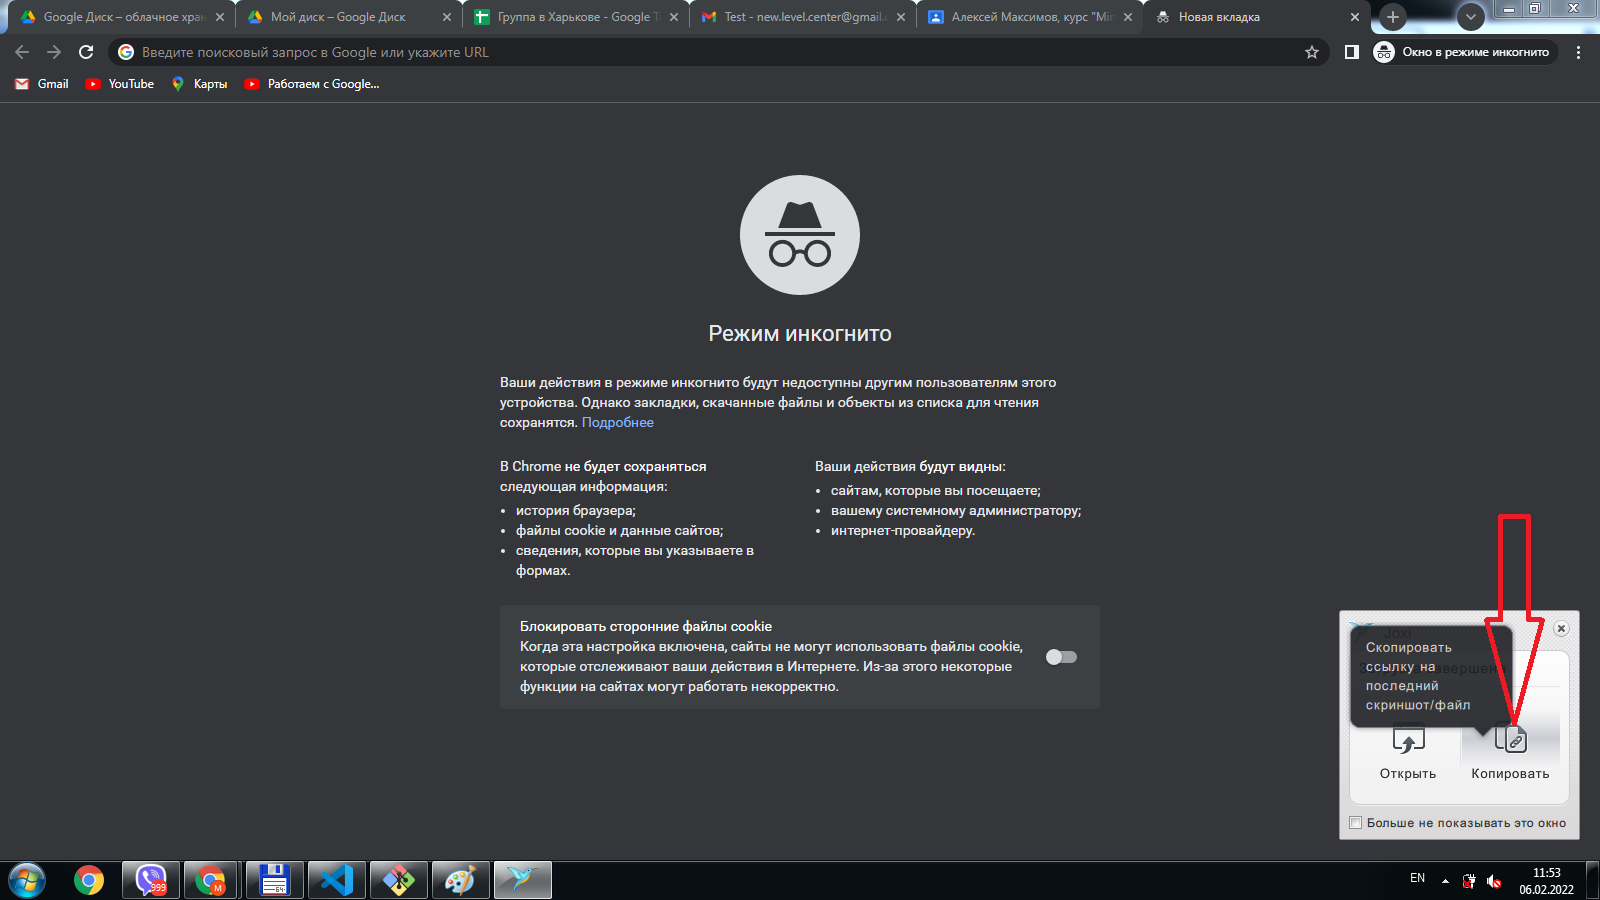 Google Диск – облачное хран
Мой диск – Google Диск
Группа в Харькове - Google Т
Test - new.level.center@gmail.c
Алексей Максимов, курс "Min
Новая вкладка
Введите поисковый запрос в Google или укажите URL
Окно в режиме инкогнито
Gmail
YouTube
Карты
Работаем с Google...
Режим инкогнито
Ваши действия в режиме инкогнито будут недоступны другим пользователям этого
устройства. Однако закладки, скачанные файлы и объекты из списка для чтения
сохранятся. Подробнее
В Chrome не будет сохраняться
следующая информация:
• история браузера;
• файлы cookie и данные сайтов;
• сведения, которые вы указываете в
формах.
Ваши действия будут видны:
• сайтам, которые вы посещаете;
• вашему системному администратору;
• интернет-провайдеру.
Блокировать сторонние файлы cookie
Когда эта настройка включена, сайты не могут использовать файлы cookie,
которые отслеживают ваши действия в Интернете. Из-за этого некоторые
функции на сайтах могут работать некорректно.
Joxi
Скопировать
ссылку на
последний
скриншот/файл
Открыть
Копировать
Больше не показывать это окно
999
M
64
EN
11:53
06.02.2022